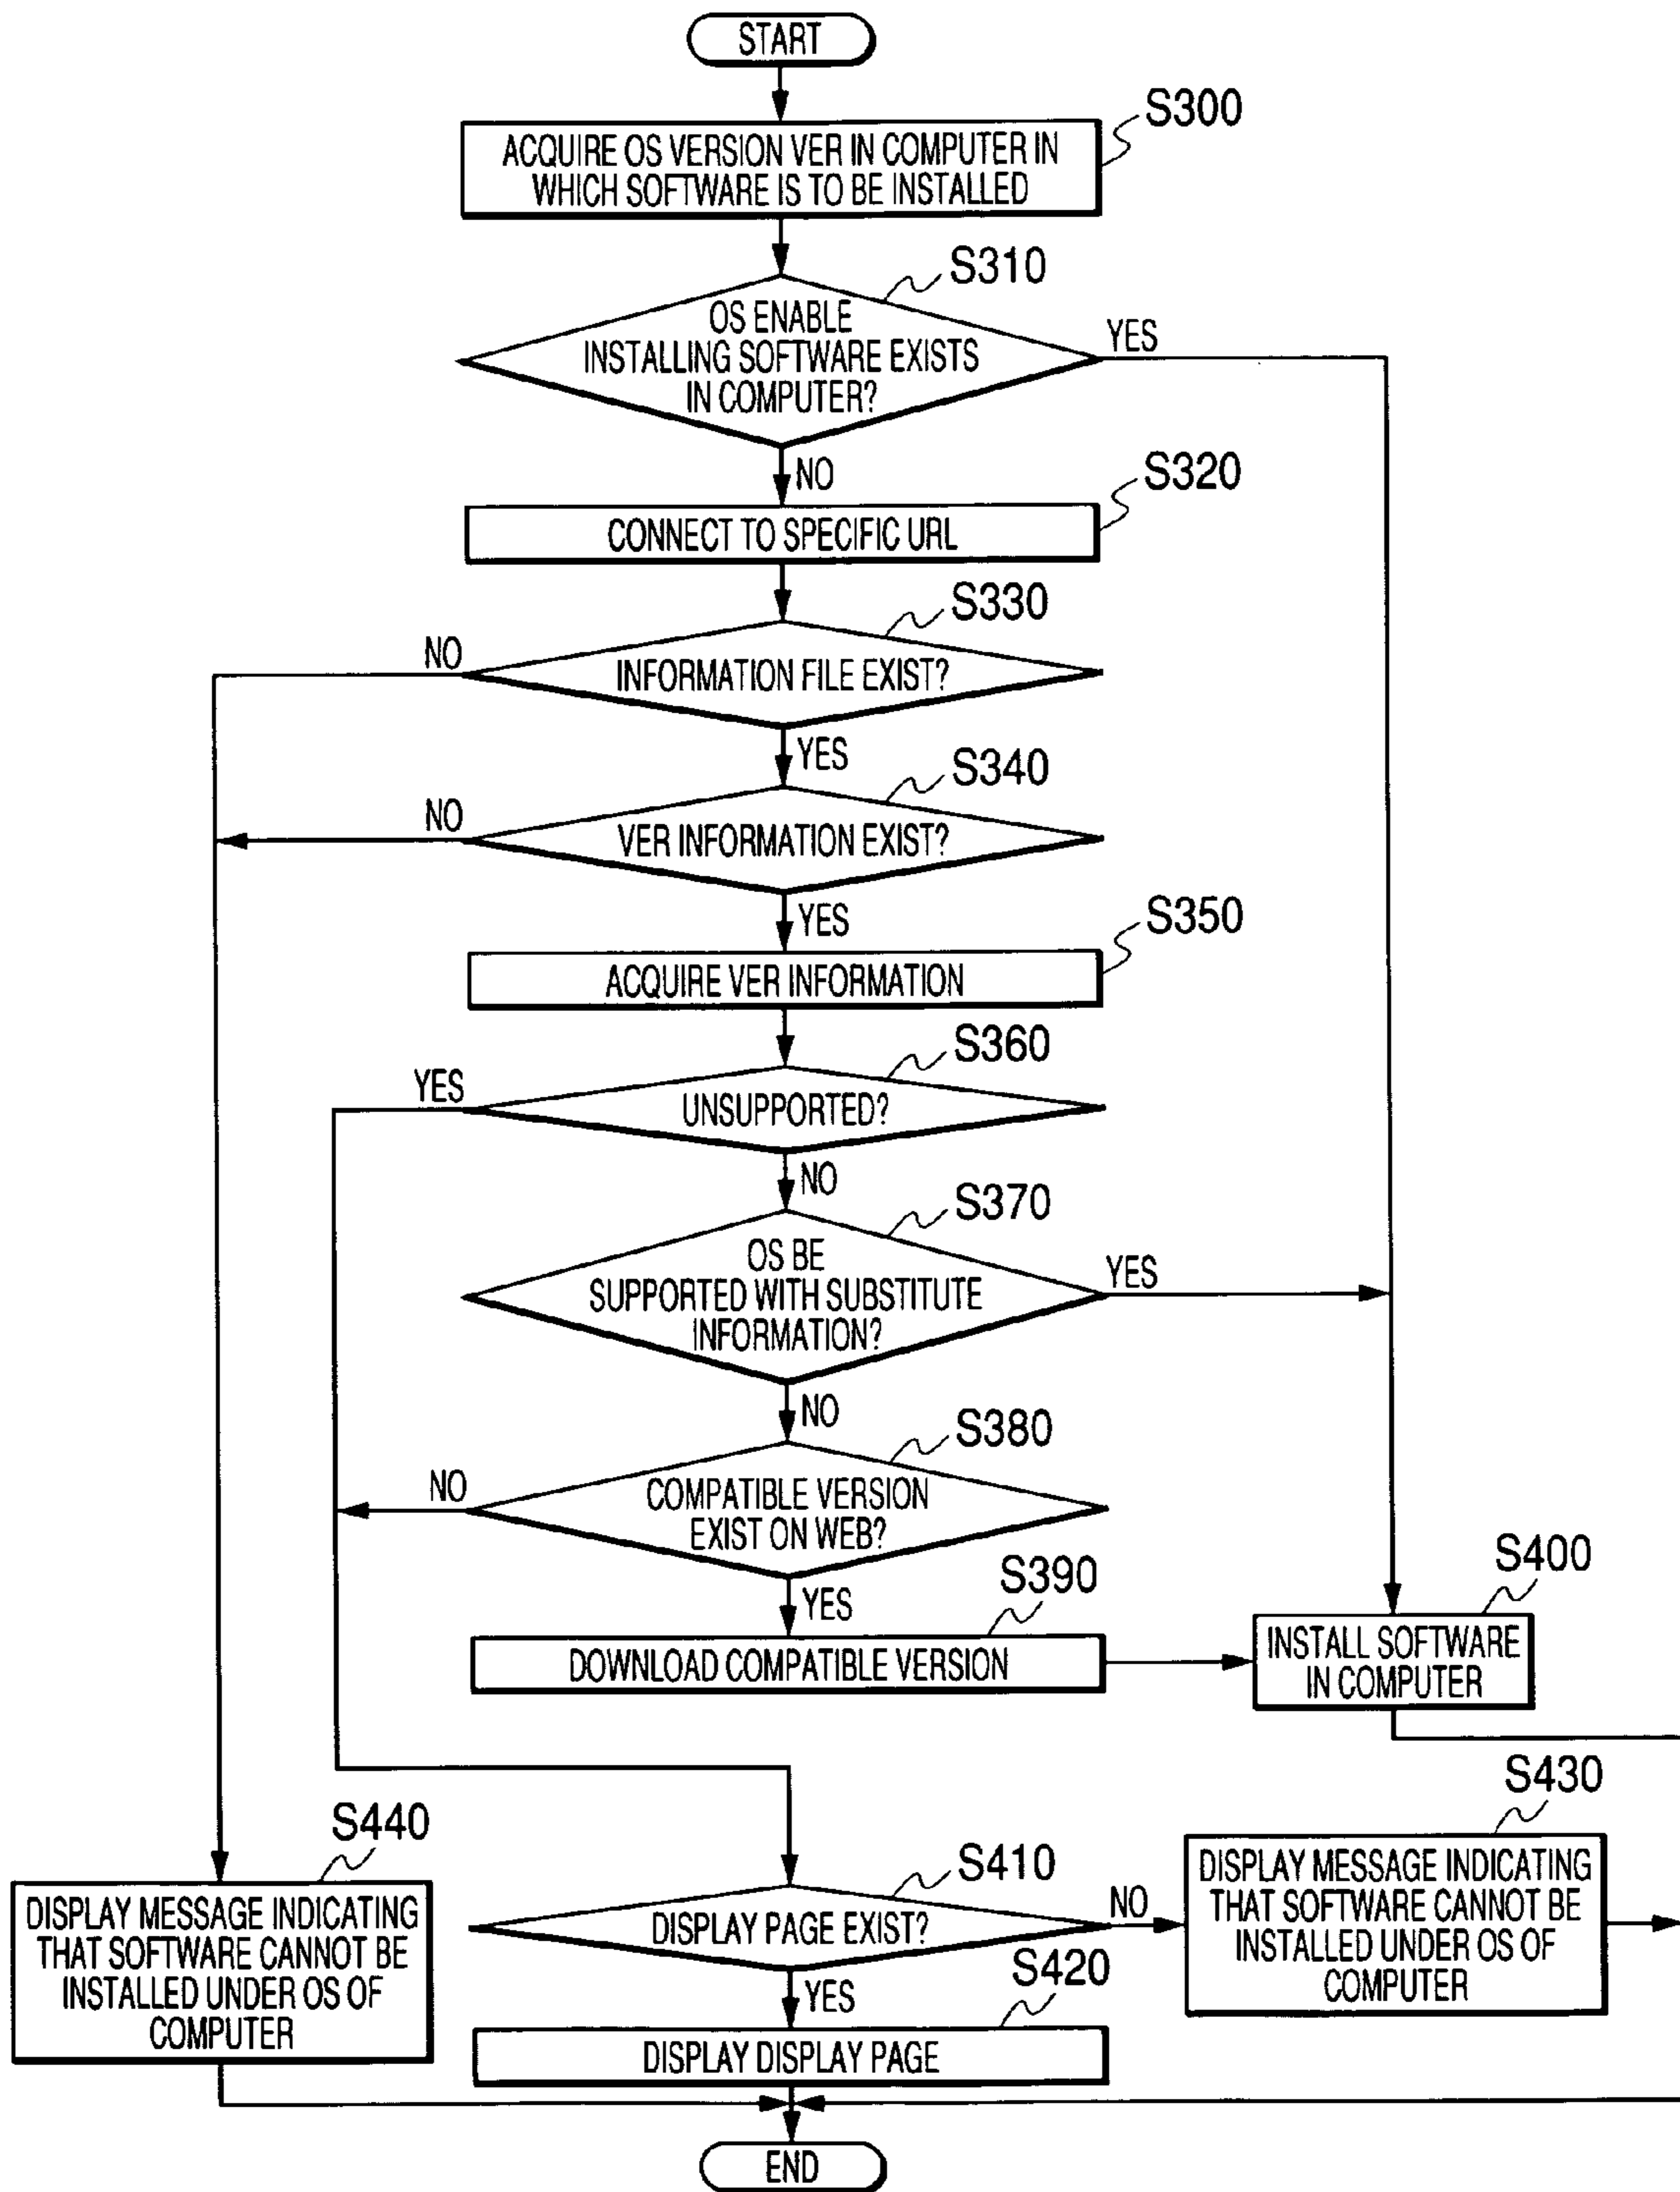 START
S300
ACQUIRE OS VERSION VER IN COMPUTER IN
WHICH SOFTWARE IS TO BE INSTALLED
S310
OS ENABLE
INSTALLING SOFTWARE EXISTS
IN COMPUTER?
YES
NO
S320
CONNECT TO SPECIFIC URL
S330
NO
INFORMATION FILE EXIST?
YES
S340
NO
VER INFORMATION EXIST?
YES
S350
ACQUIRE VER INFORMATION
S360
YES
UNSUPPORTED?
NO
S370
OS BE
SUPPORTED WITH SUBSTITUTE
INFORMATION?
YES
NO
S380
NO
COMPATIBLE VERSION
EXIST ON WEB?
YES
S390
DOWNLOAD COMPATIBLE VERSION
S400
INSTALL SOFTWARE
IN COMPUTER
S440
DISPLAY MESSAGE INDICATING
THAT SOFTWARE CANNOT BE
INSTALLED UNDER OS OF
COMPUTER
S410
DISPLAY PAGE EXIST?
NO
YES
S430
DISPLAY MESSAGE INDICATING
THAT SOFTWARE CANNOT BE
INSTALLED UNDER OS OF
COMPUTER
S420
DISPLAY DISPLAY PAGE
END